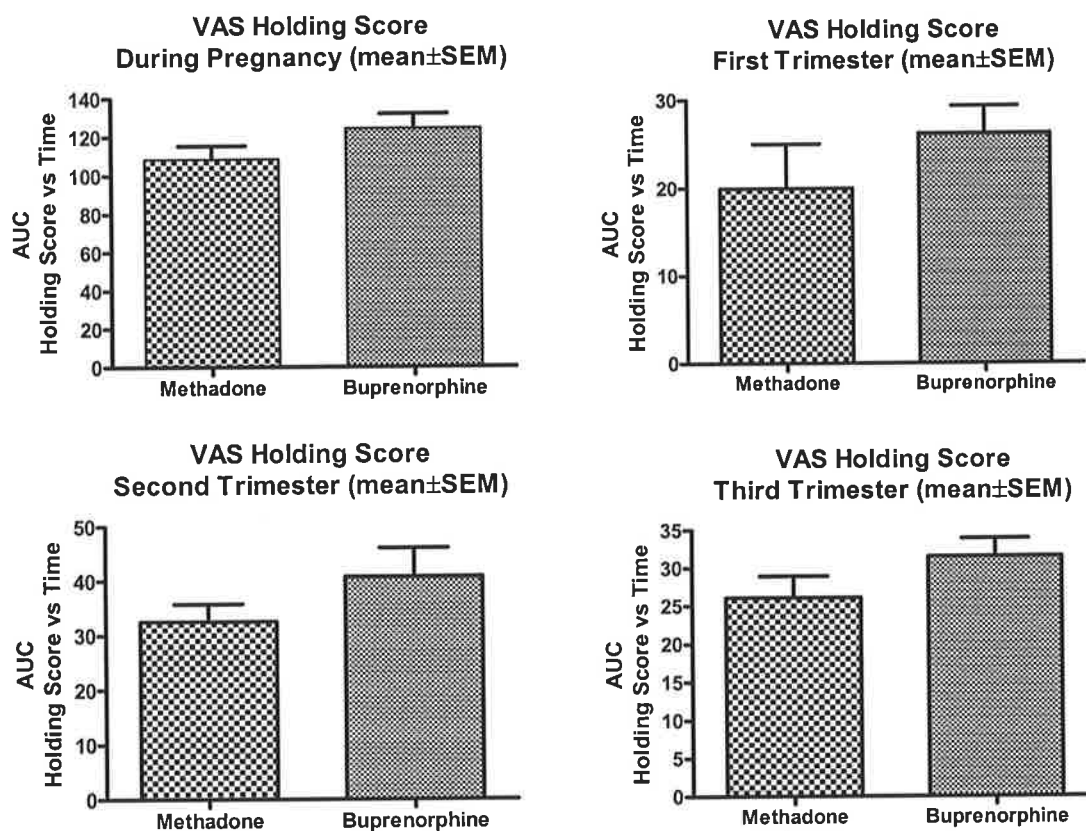 VAS Holding Score
During Pregnancy (mean±SEM)
AUC
Holding Score vs Time
140
120
100
80
60
40
20
0
Methadone
Buprenorphine
VAS Holding Score
First Trimester (mean±SEM)
AUC
Holding Score vs Time
30
20
10
0
Methadone
Buprenorphine
VAS Holding Score
Second Trimester (mean±SEM)
AUC
Holding Score vs Time
50
40
30
20
10
0
Methadone
Buprenorphine
VAS Holding Score
Third Trimester (mean±SEM)
AUC
Holding Score vs Time
35
30
25
20
15
10
5
0
Methadone
Buprenorphine